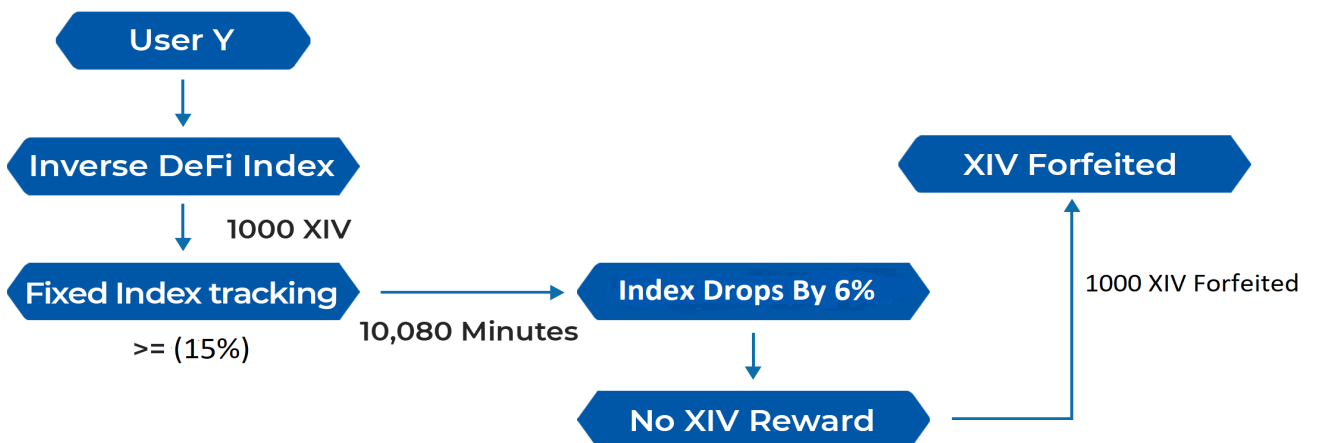 User Y
Inverse DeFi Index
1000 XIV
Fixed Index tracking
>= (15%)
10,080 Minutes
Index Drops By 6%
No XIV Reward
1000 XIV Forfeited
XIV Forfeited